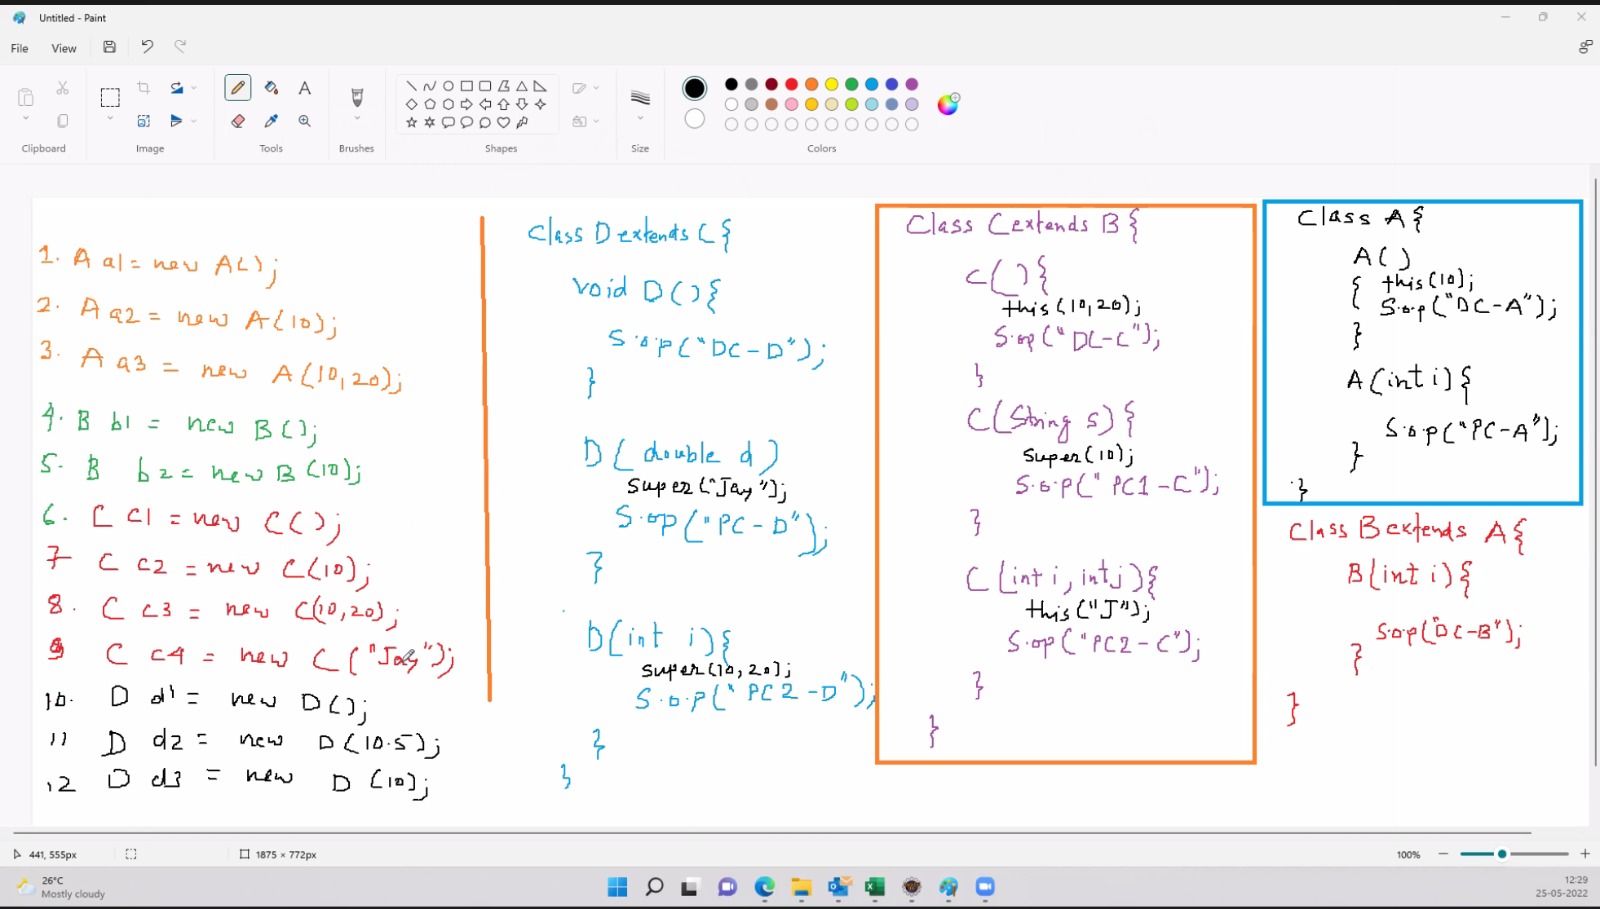 Untitled - Paint
File View
Clipboard
Image
Tools
Brushes
Shapes
Size
Colors
1. A a1 = new A();
2. A a2 = new A(10);
3. A a3 = new A(10,20);
4. B b1 = new B();
5. B b2 = new B(10);
6. C c1 = new C();
7 C c2 = new C(10);
8. C c3 = new C(10,20);
9 C c4 = new C("Jay");
10. D d1 = new D();
11 D d2 = new D(10.5);
12 D d3 = new D(10);
Class D extends C{
void D(){
S.o.p("DC-D");
}
D(double d)
super("Jay");
S.op("PC-D");
}
D(int i){
super(10,20);
S.o.p("PC2-D");
}
}
Class C extends B{
C(){
this(10,20);
S.op("DC-C");
}
C(String s){
super(10);
S.o.p("PC1-C");
}
C(int i, int j){
this("J");
S.op("PC2-C");
}
}
Class A{
A()
{ this(10);
S.o.p("DC-A");
}
A(int i){
S.o.p("PC-A");
}
}
Class B extends A{
B(int i){
S.o.p("DC-B");
}
}
441, 555px
1875 × 772px
100%
26°C
Mostly cloudy
12:29
25-05-2022